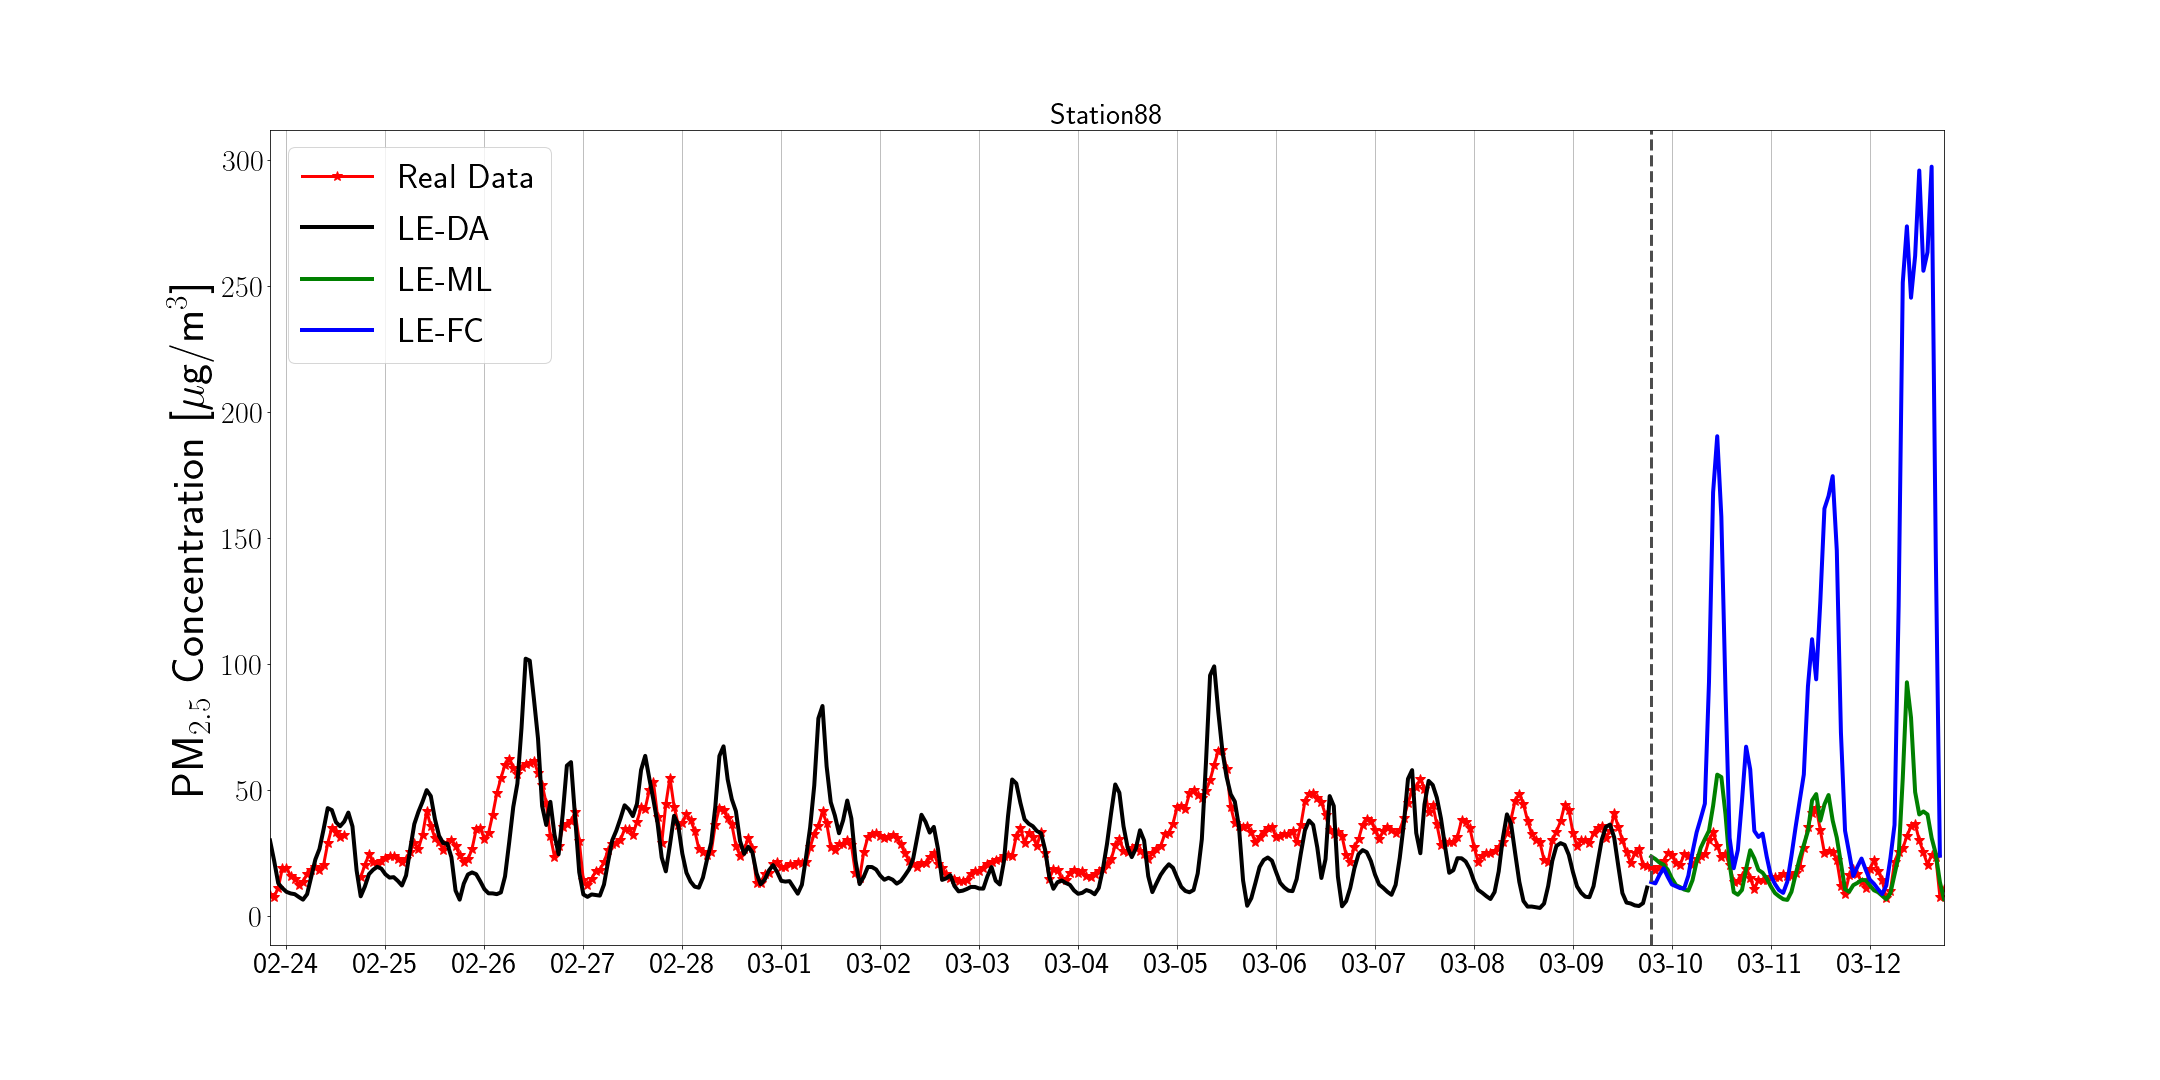 Station88
PM2.5 Concentration [μg/m³]
300
250
200
150
100
50
0
Real Data
LE-DA
LE-ML
LE-FC
02-24 02-25 02-26 02-27 02-28 03-01 03-02 03-03 03-04 03-05 03-06 03-07 03-08 03-09 03-10 03-11 03-12